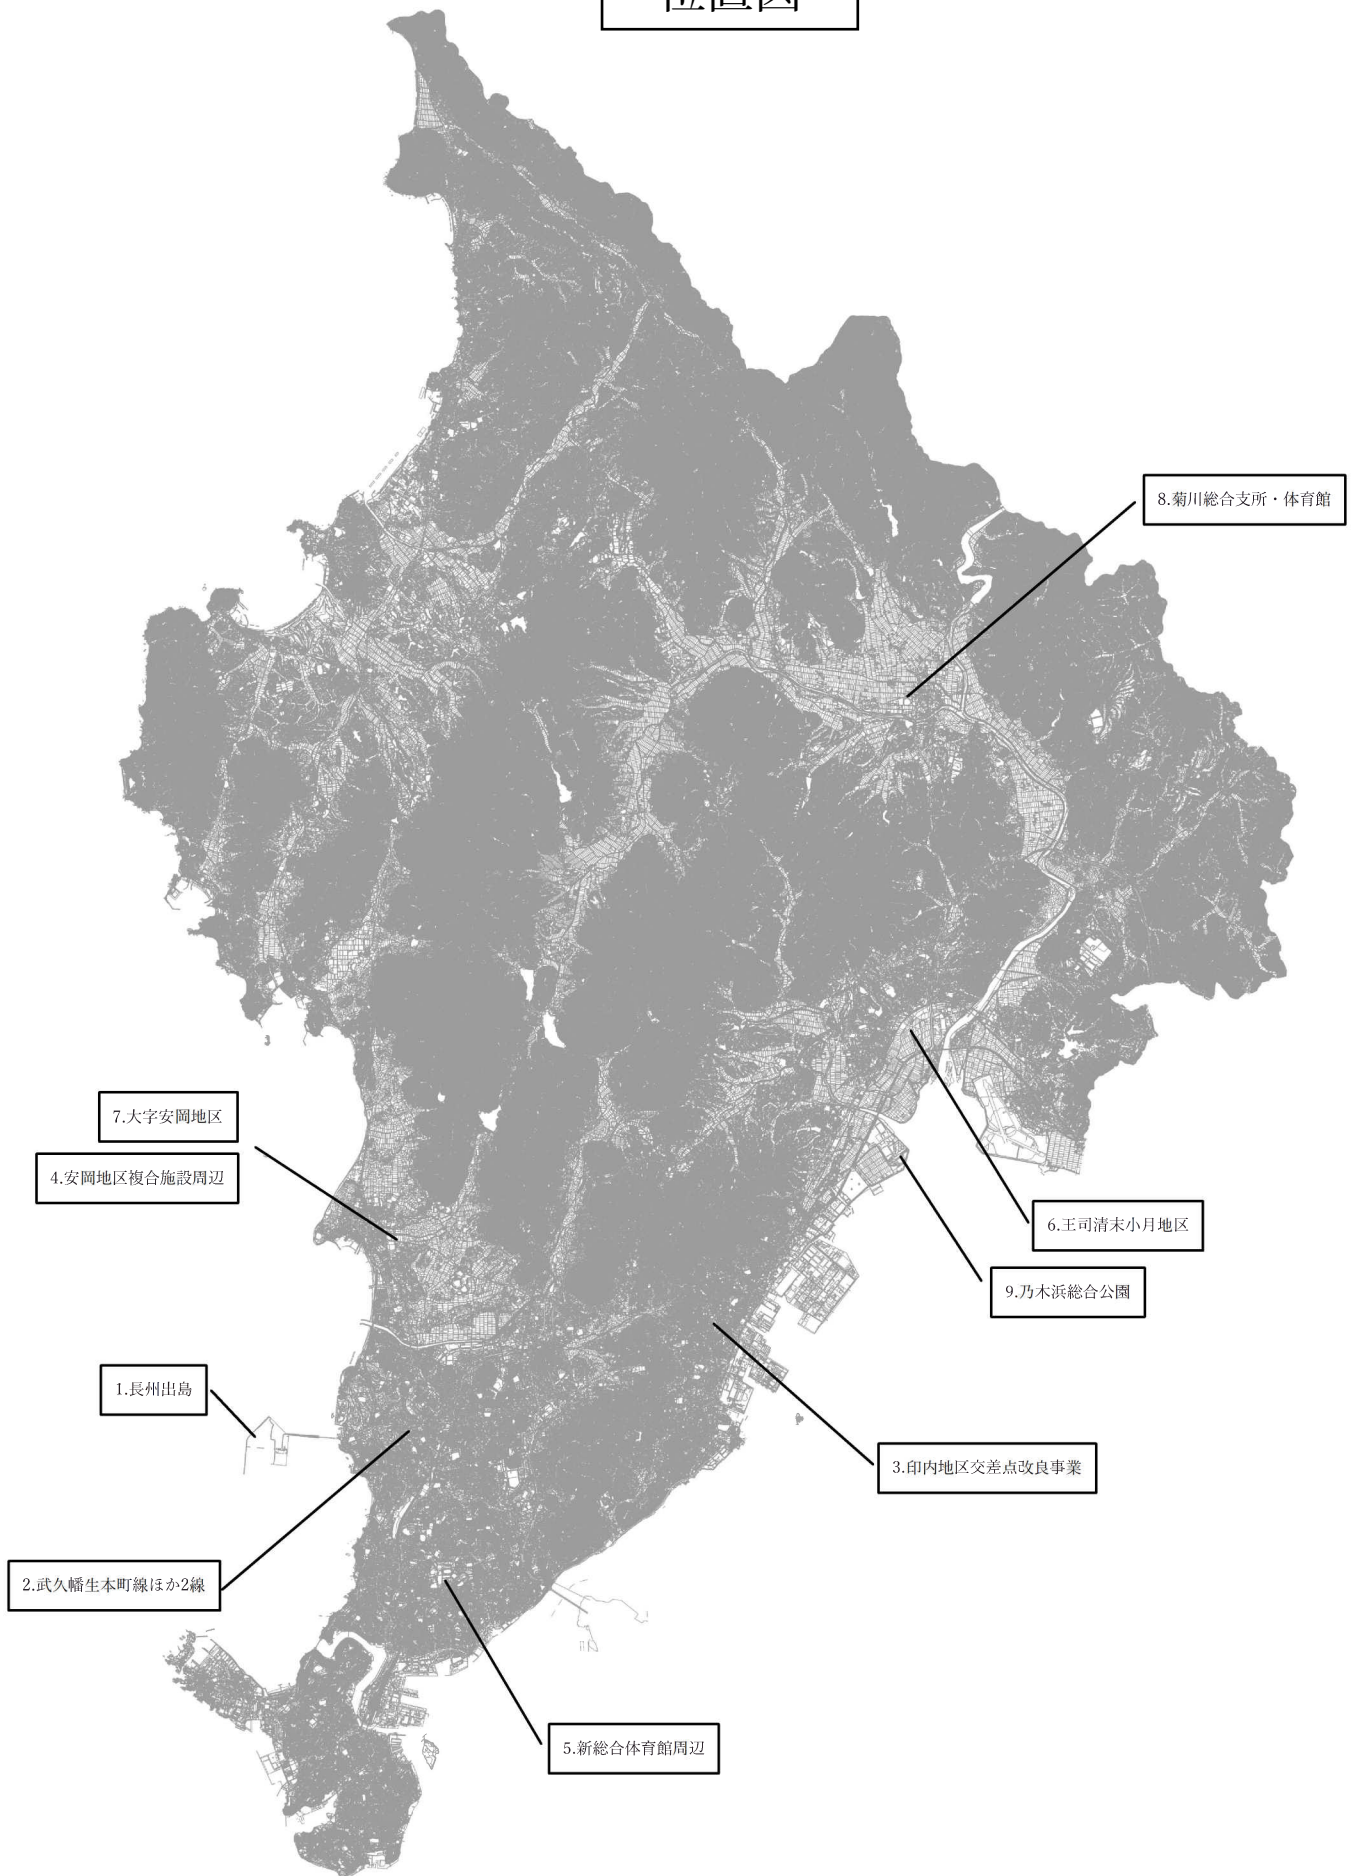 位置図
8.菊川総合支所・体育館
7.大字安岡地区
4.安岡地区複合施設周辺
6.王司清末小月地区
9.乃木浜総合公園
1.長州出島
3.印内地区交差点改良事業
2.武久幡生本町線ほか2線
5.新総合体育館周辺